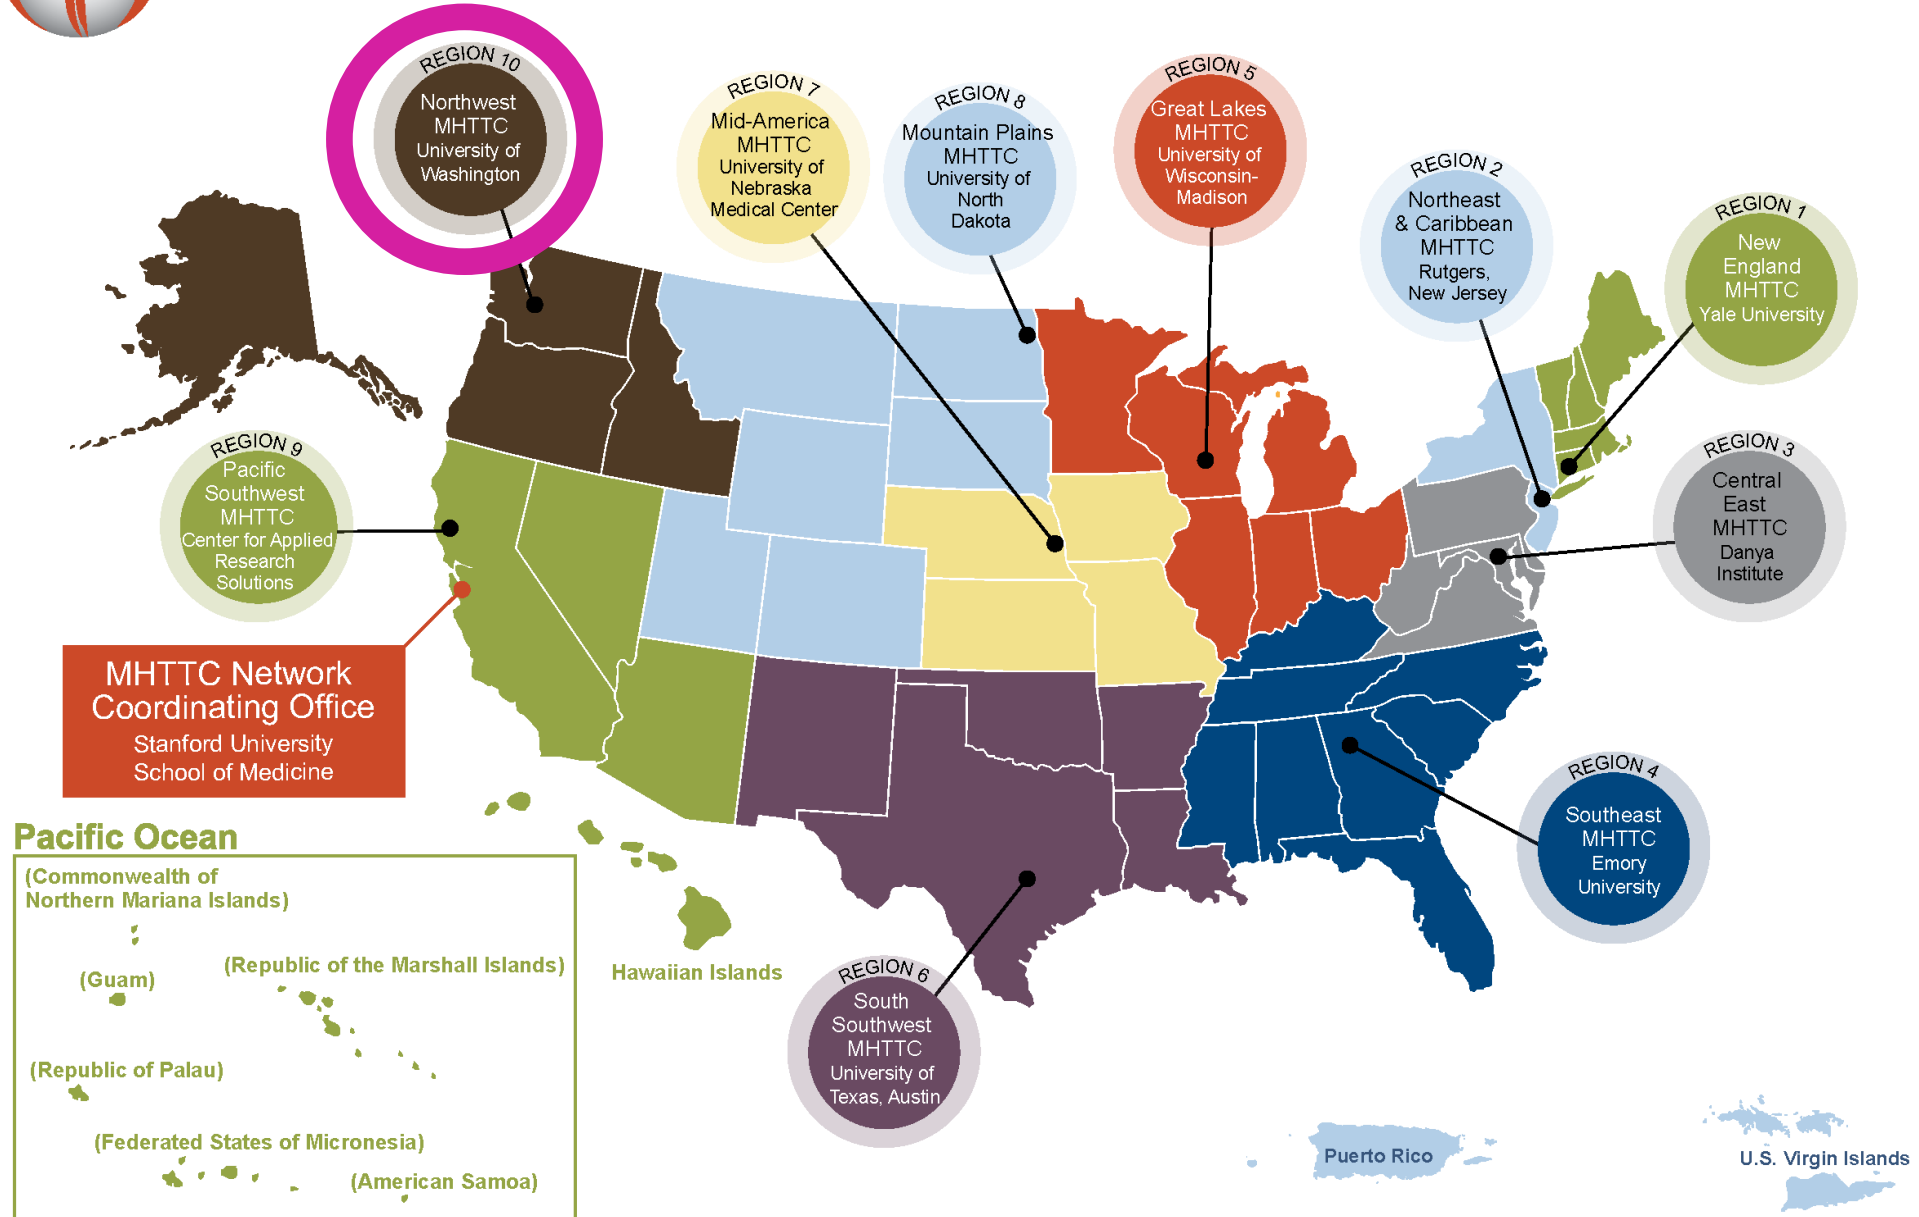 REGION 10
Northwest
MHTTC
University of
Washington
REGION 7
Mid-America
MHTTC
University of
Nebraska
Medical Center
REGION 8
Mountain Plains
MHTTC
University of
North
Dakota
REGION 5
Great Lakes
MHTTC
University of
Wisconsin-
Madison
REGION 2
Northeast
& Caribbean
MHTTC
Rutgers,
New Jersey
REGION 1
New
England
MHTTC
Yale University
REGION 9
Pacific
Southwest
MHTTC
Center for Applied
Research
Solutions
REGION 3
Central
East
MHTTC
Danya
Institute
MHTTC Network
Coordinating Office
Stanford University
School of Medicine
REGION 4
Southeast
MHTTC
Emory
University
Pacific Ocean
(Commonwealth of
Northern Mariana Islands)
(Guam)
(Republic of the Marshall Islands)
(Republic of Palau)
(Federated States of Micronesia)
(American Samoa)
Hawaiian Islands
REGION 6
South
Southwest
MHTTC
University of
Texas, Austin
Puerto Rico
U.S. Virgin Islands